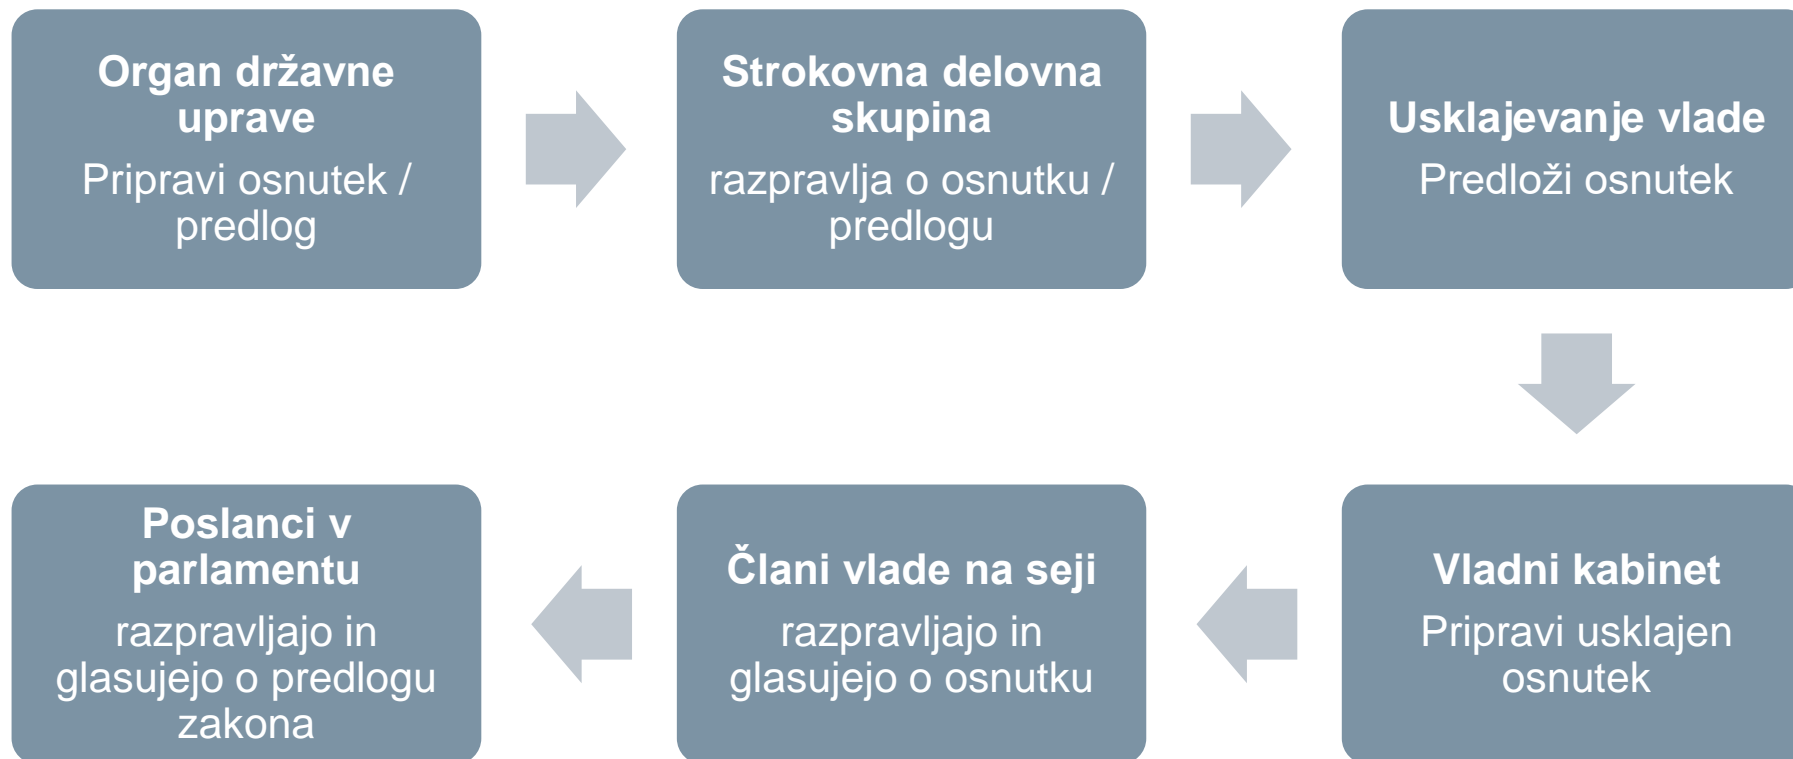 Organ državne
uprave
Pripravi osnutek /
predlog
Strokovna delovna
skupina
razpravlja o osnutku /
predlogu
Usklajevanje vlade
Predloži osnutek
Vladni kabinet
Pripravi usklajen
osnutek
Člani vlade na seji
razpravljajo in
glasujejo o osnutku
Poslanci v
parlamentu
razpravljajo in
glasujejo o predlogu
zakona